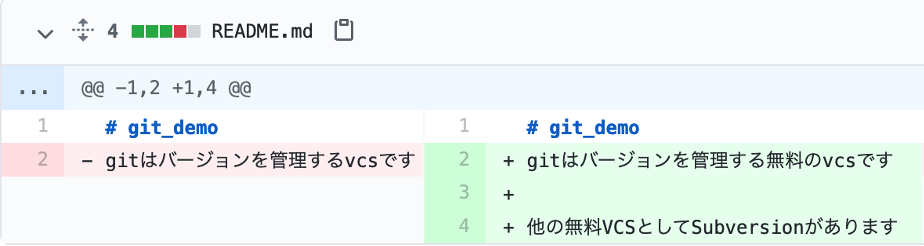 4 README.md
... @@ -1,2 +1,4 @@
1 # git_demo 1 # git_demo
2 - gitはバージョンを管理するvcsです 2 + gitはバージョンを管理する無料のvcsです
3 +
4 + 他の無料VCSとしてSubversionがあります